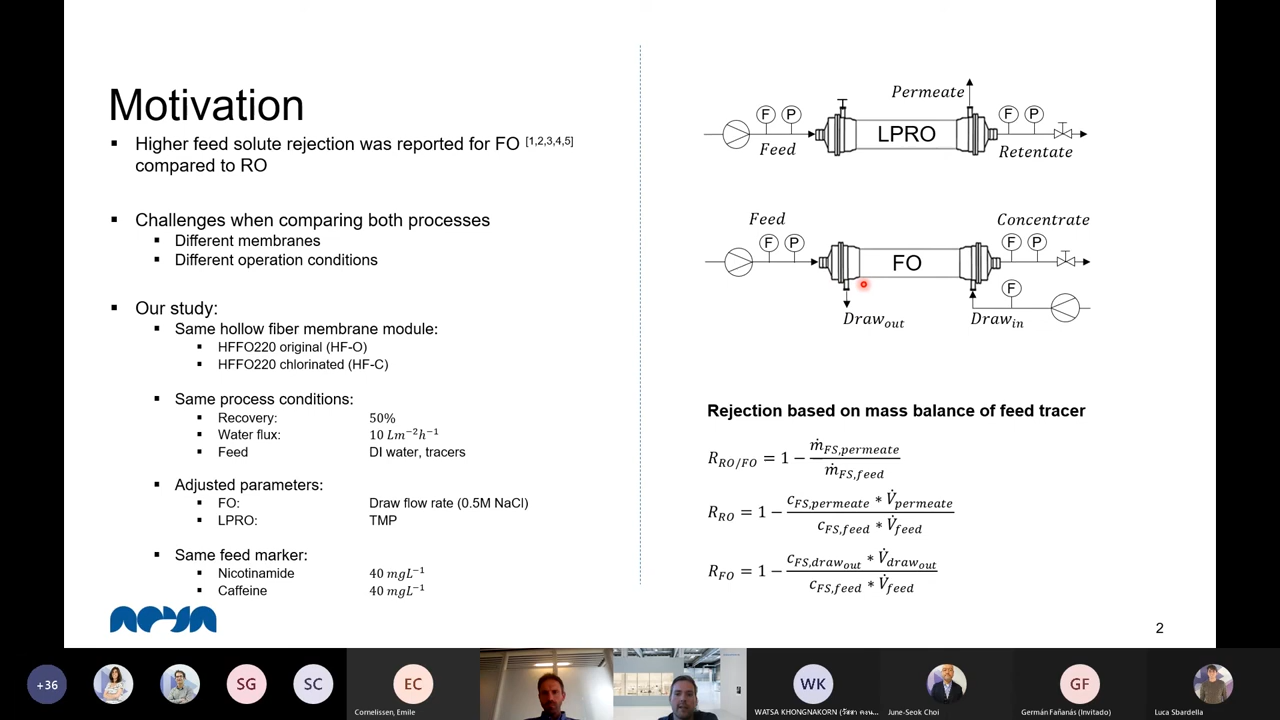 Motivation
▪ Higher feed solute rejection was reported for FO [1,2,3,4,5]
compared to RO
▪ Challenges when comparing both processes
▪ Different membranes
▪ Different operation conditions
▪ Our study:
▪ Same hollow fiber membrane module:
▪ HFFO220 original (HF-O)
▪ HFFO220 chlorinated (HF-C)
▪ Same process conditions:
▪ Recovery: 50%
▪ Water flux: 10 Lm⁻²h⁻¹
▪ Feed DI water, tracers
▪ Adjusted parameters:
▪ FO: Draw flow rate (0.5M NaCl)
▪ LPRO: TMP
▪ Same feed marker:
▪ Nicotinamide 40 mgL⁻¹
▪ Caffeine 40 mgL⁻¹
Permeate
F P LPRO F P
Feed Retentate
Feed Concentrate
F P FO F P
F
Draw_out Draw_in
Rejection based on mass balance of feed tracer
R_RO/FO = 1 − ṁ_FS,permeate / ṁ_FS,feed
R_RO = 1 − c_FS,permeate * V̇_permeate / c_FS,feed * V̇_feed
R_FO = 1 − c_FS,draw_out * V̇_draw_out / c_FS,feed * V̇_feed
2
+36 SG SC EC WK GF
Cornelissen, Emile
WATSA KHONGNAKORN
June-Seok Choi
Germán Fañanás (Invitado)
Luca Sbardella